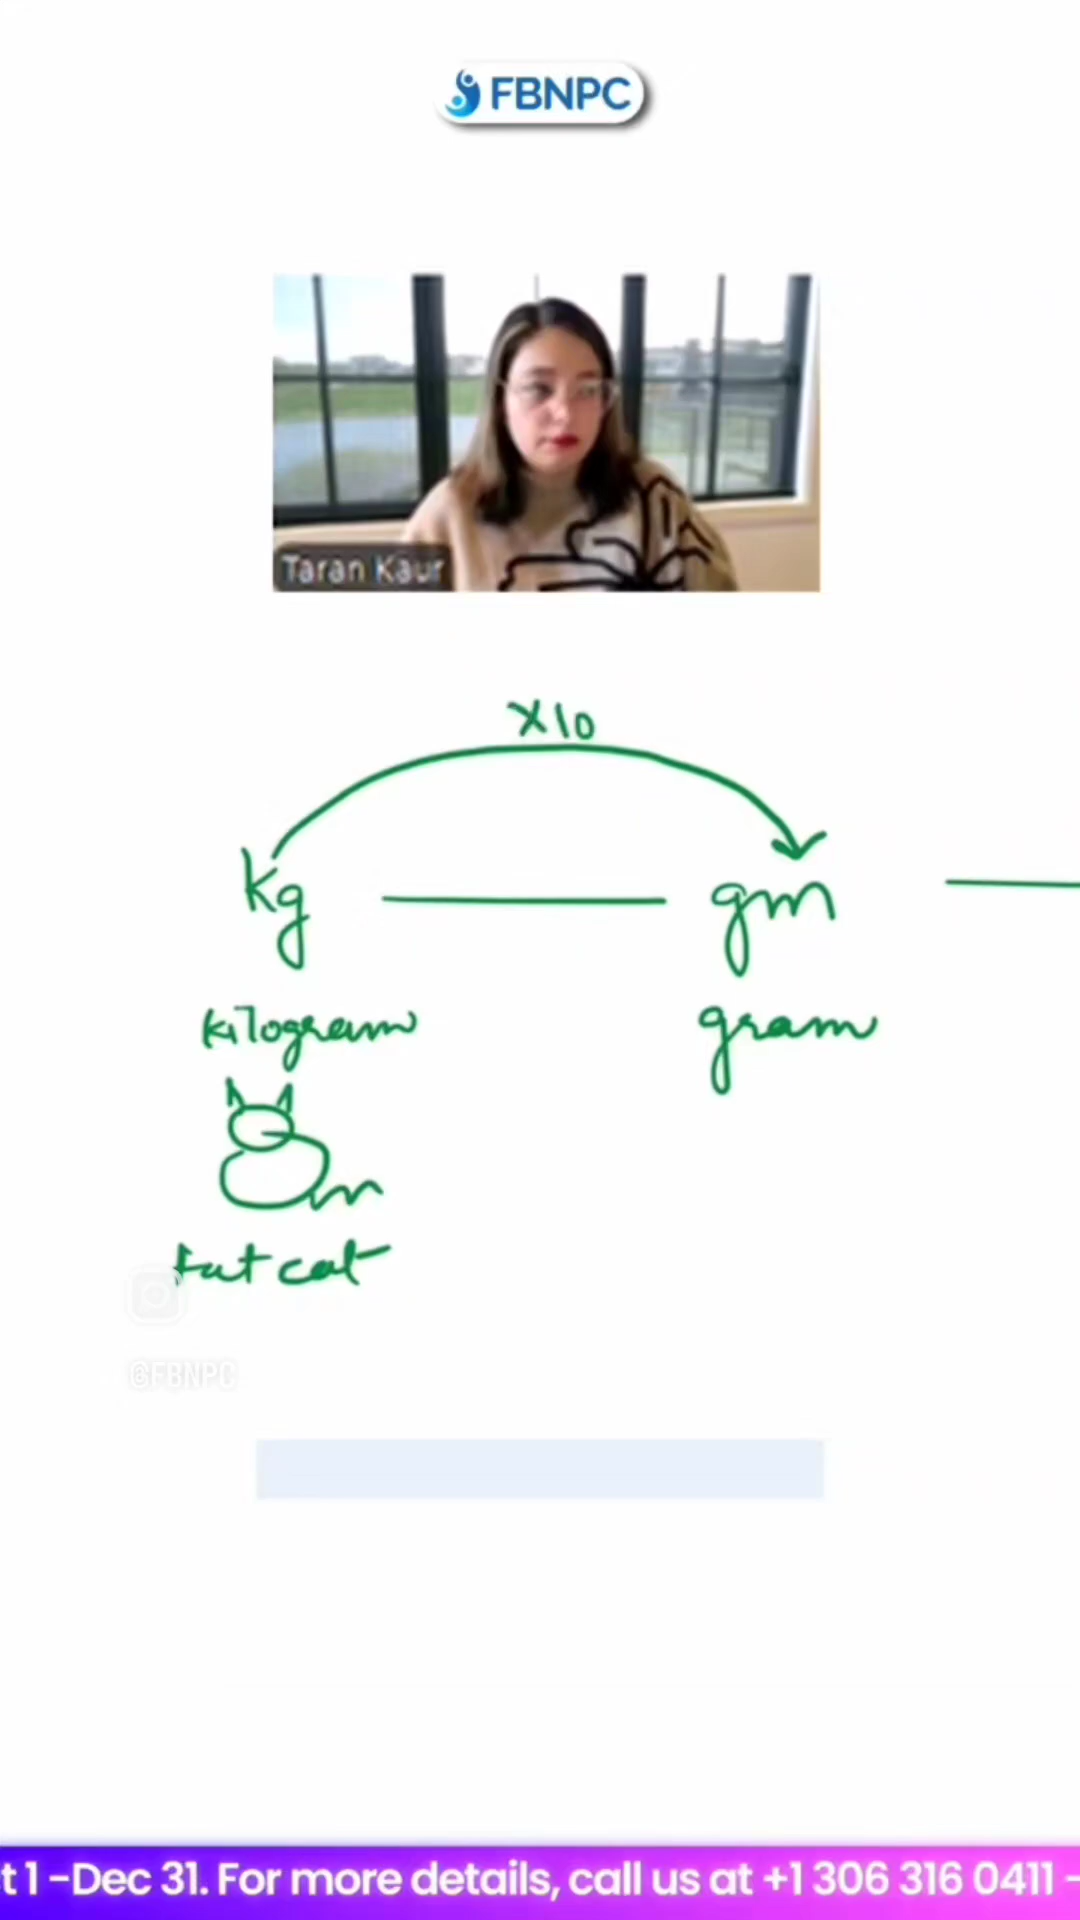 FBNPC
Taran Kaur
X10
kg
gm
kilogram
gram
fat cat
@FBNPC
t 1 - Dec 31. For more details, call us at +1 306 316 0411 -